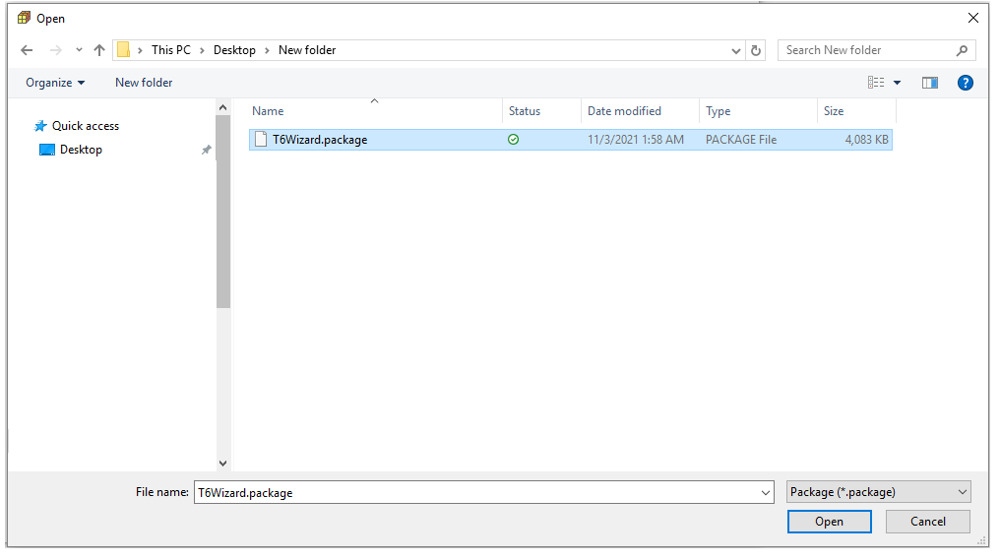 Open
This PC > Desktop > New folder
Search New folder
Organize New folder
Name Status Date modified Type Size
Quick access
Desktop
T6Wizard.package 11/3/2021 1:58 AM PACKAGE File 4,083 KB
File name: T6Wizard.package Package (*.package)
Open Cancel